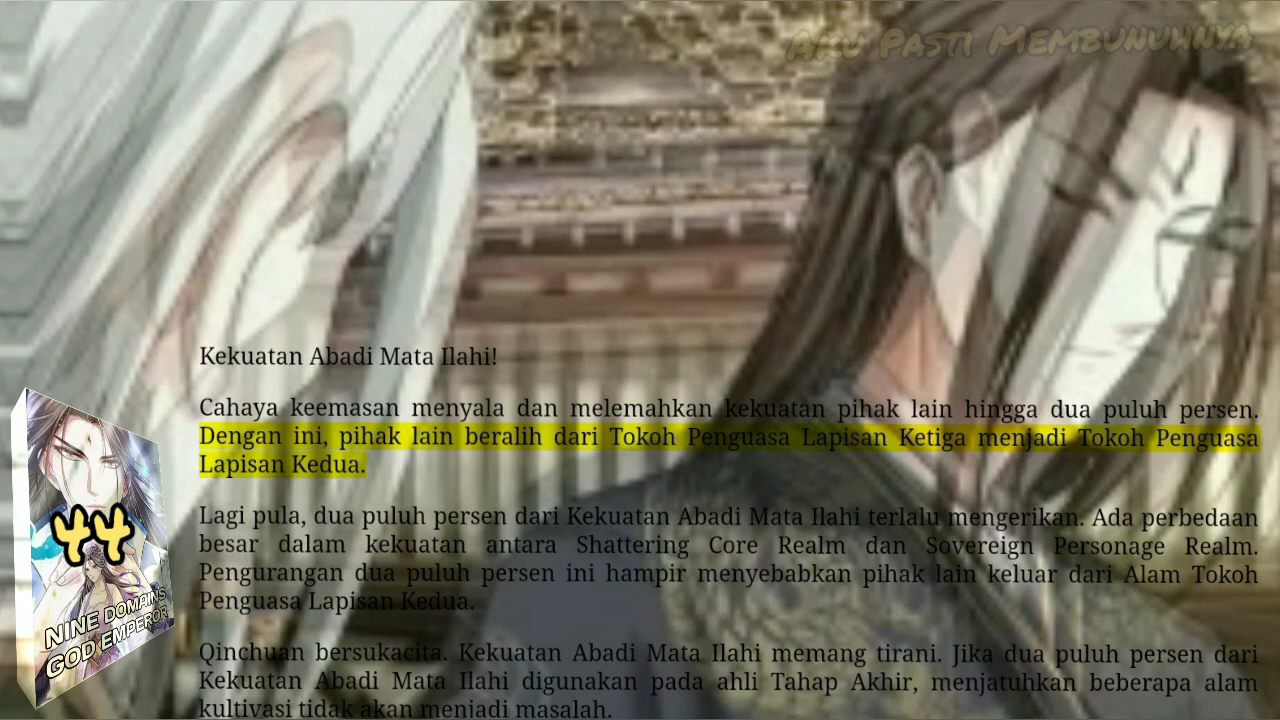 Aku Pasti Membunuhnya
Kekuatan Abadi Mata Ilahi!
Cahaya keemasan menyala dan melemahkan kekuatan pihak lain hingga dua puluh persen.
Dengan ini, pihak lain beralih dari Tokoh Penguasa Lapisan Ketiga menjadi Tokoh Penguasa
Lapisan Kedua.
Lagi pula, dua puluh persen dari Kekuatan Abadi Mata Ilahi terlalu mengerikan. Ada perbedaan
besar dalam kekuatan antara Shattering Core Realm dan Sovereign Personage Realm.
Pengurangan dua puluh persen ini hampir menyebabkan pihak lain keluar dari Alam Tokoh
Penguasa Lapisan Kedua.
Qinchuan bersukacita. Kekuatan Abadi Mata Ilahi memang tirani. Jika dua puluh persen dari
Kekuatan Abadi Mata Ilahi digunakan pada ahli Tahap Akhir, menjatuhkan beberapa alam
kultivasi tidak akan menjadi masalah.
44
NINE DOMAINS
GOD EMPEROR